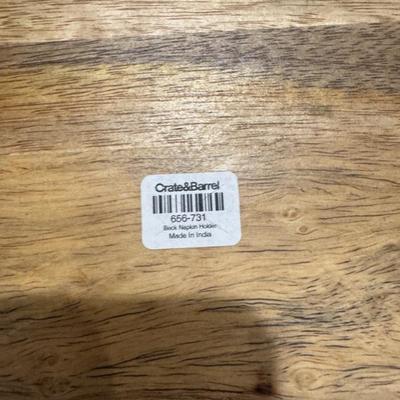 Crate&Barrel
656-731
Beck Napkin Holder
Made In India